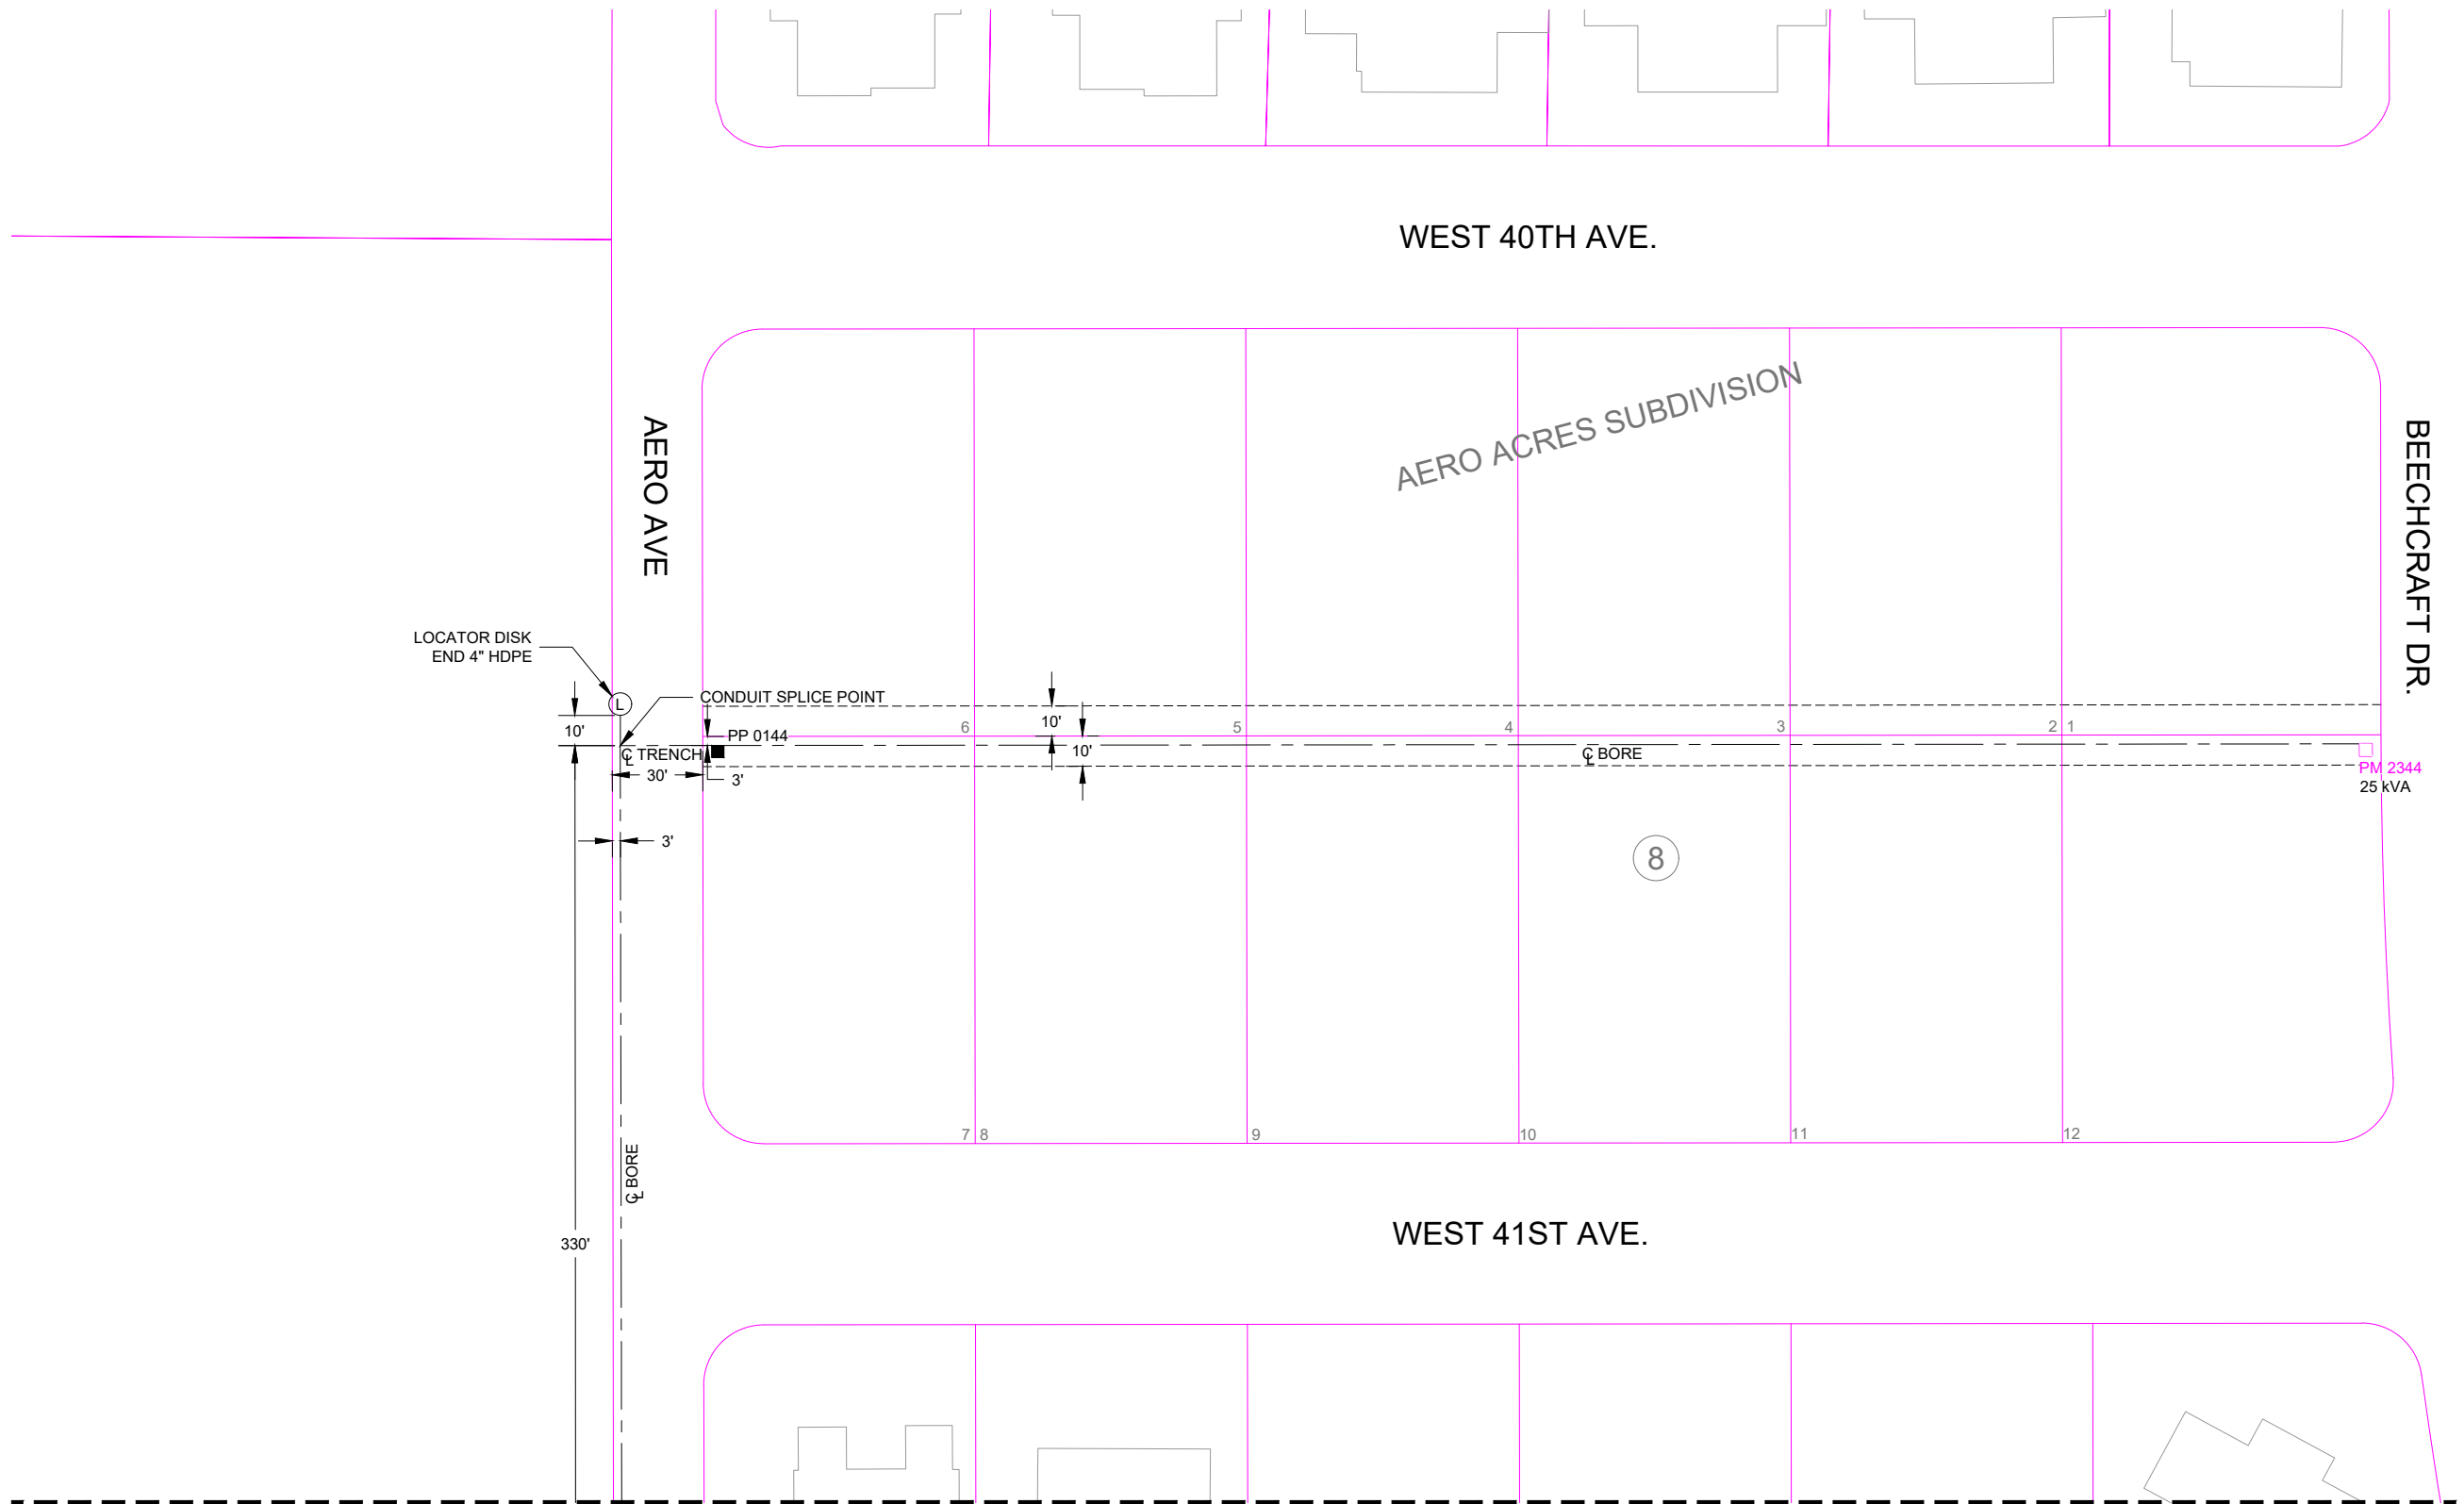 WEST 40TH AVE.
AERO ACRES SUBDIVISION
AERO AVE
BEECHCRAFT DR.
LOCATOR DISK
END 4" HDPE
L
CONDUIT SPLICE POINT
10'
10'
10'
PP 0144
6
5
4
3
2
1
℄ TRENCH
30'
3'
℄ BORE
PM 2344
25 kVA
3'
8
7
8
9
10
11
12
℄ BORE
330'
WEST 41ST AVE.